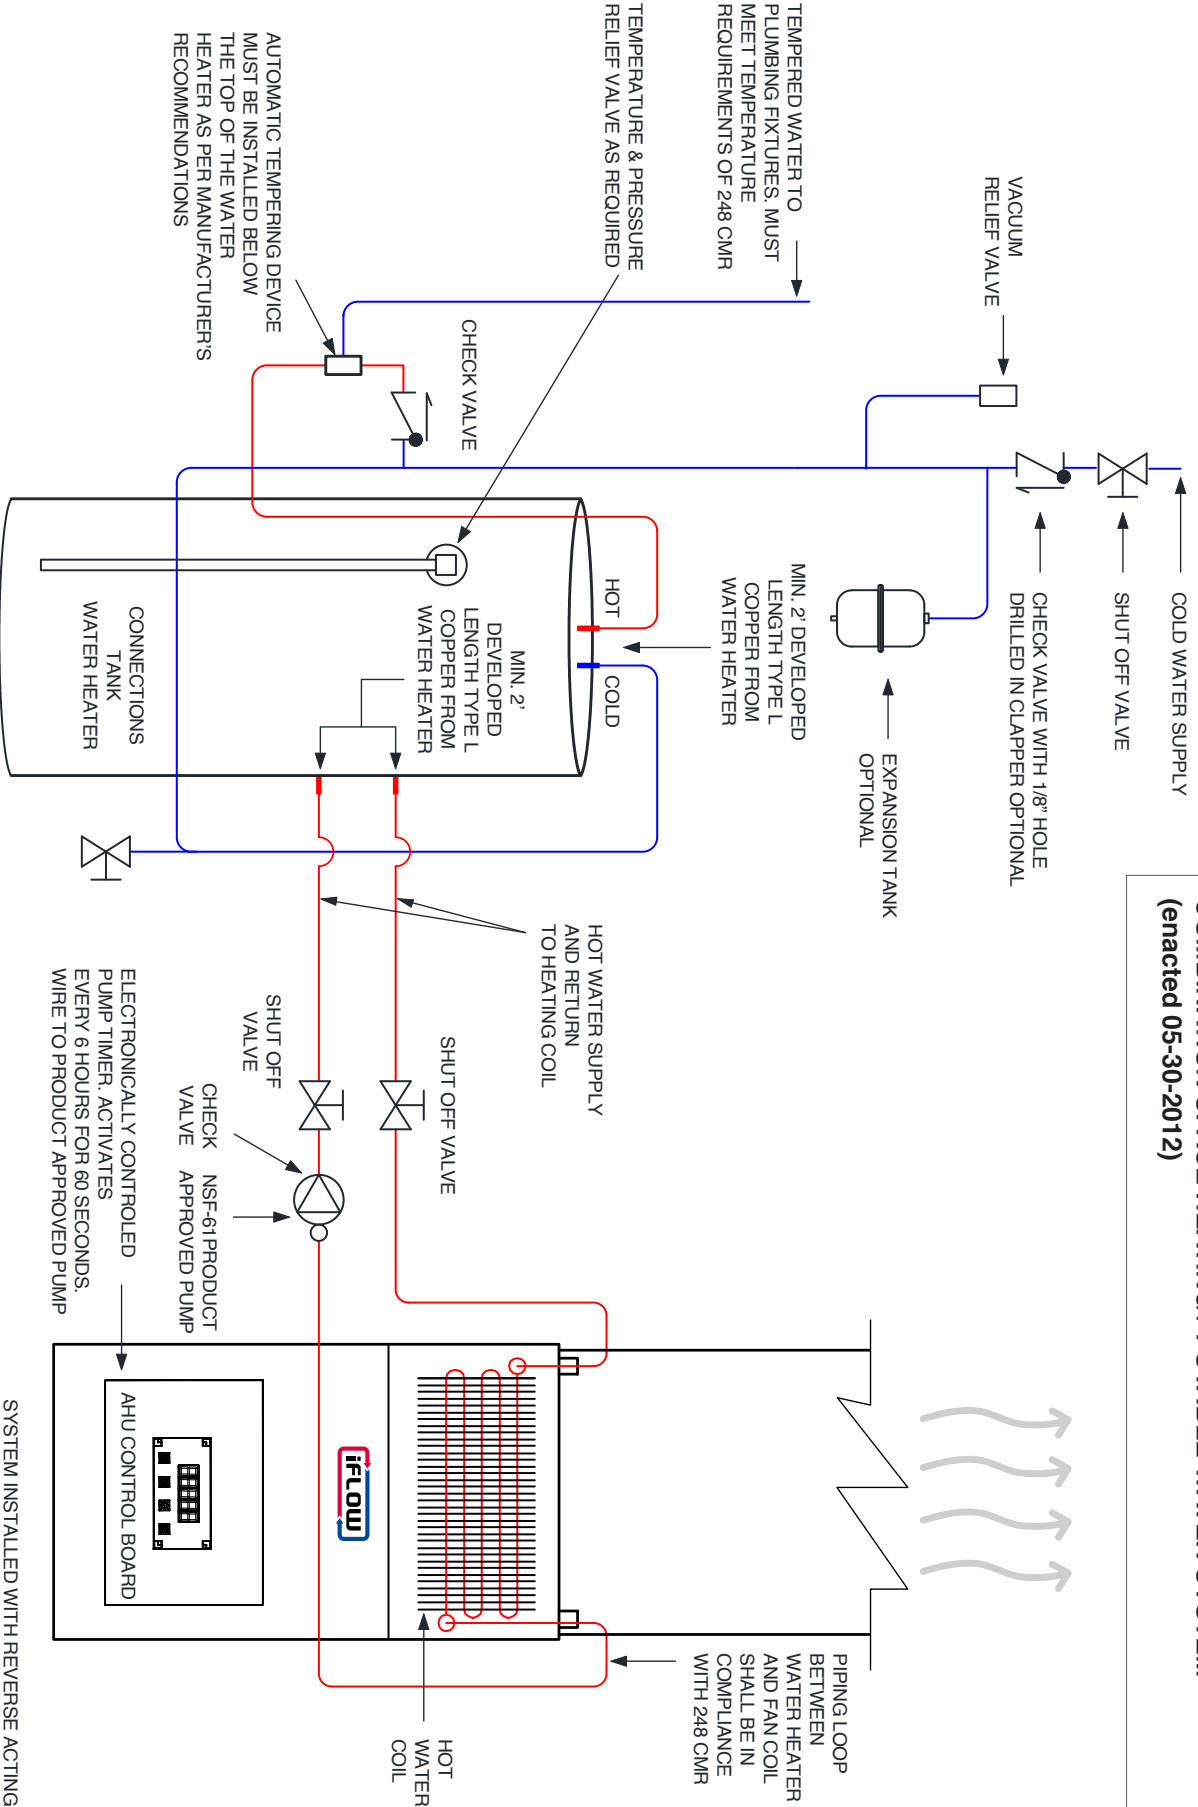 (enacted 05-30-2012)
COLD WATER SUPPLY
SHUT OFF VALVE
CHECK VALVE WITH 1/8" HOLE
DRILLED IN CLAPPER OPTIONAL
VACUUM
RELIEF VALVE
EXPANSION TANK
OPTIONAL
TEMPERED WATER TO
PLUMBING FIXTURES. MUST
MEET TEMPERATURE
REQUIREMENTS OF 248 CMR
MIN. 2' DEVELOPED
LENGTH TYPE L
COPPER FROM
WATER HEATER
TEMPERATURE & PRESSURE
RELIEF VALVE AS REQUIRED
HOT
COLD
CHECK VALVE
MIN. 2'
DEVELOPED
LENGTH TYPE L
COPPER FROM
WATER HEATER
AUTOMATIC TEMPERING DEVICE
MUST BE INSTALLED BELOW
THE TOP OF THE WATER
HEATER AS PER MANUFACTURER'S
RECOMMENDATIONS
CONNECTIONS
TANK
WATER HEATER
HOT WATER SUPPLY
AND RETURN
TO HEATING COIL
SHUT OFF VALVE
SHUT OFF
VALVE
CHECK
VALVE
NSF-61PRODUCT
APPROVED PUMP
ELECTRONICALLY CONTROLED
PUMP TIMER. ACTIVATES
EVERY 6 HOURS FOR 60 SECONDS.
WIRE TO PRODUCT APPROVED PUMP
PIPING LOOP
BETWEEN
WATER HEATER
AND FAN COIL
SHALL BE IN
COMPLIANCE
WITH 248 CMR
HOT
WATER
COIL
iFLOW
AHU CONTROL BOARD
SYSTEM INSTALLED WITH REVERSE ACTING